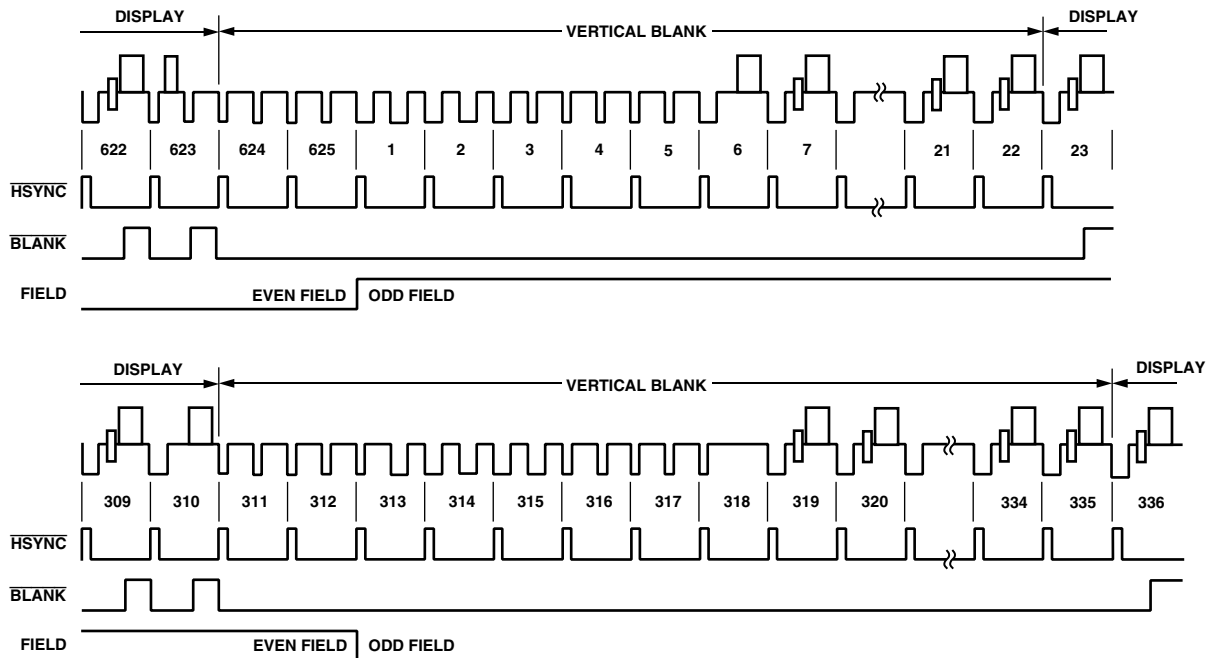 DISPLAY
VERTICAL BLANK
DISPLAY
622 623 624 625 1 2 3 4 5 6 7 21 22 23
HSYNC
BLANK
FIELD
EVEN FIELD ODD FIELD
DISPLAY
VERTICAL BLANK
DISPLAY
309 310 311 312 313 314 315 316 317 318 319 320 334 335 336
HSYNC
BLANK
FIELD
EVEN FIELD ODD FIELD